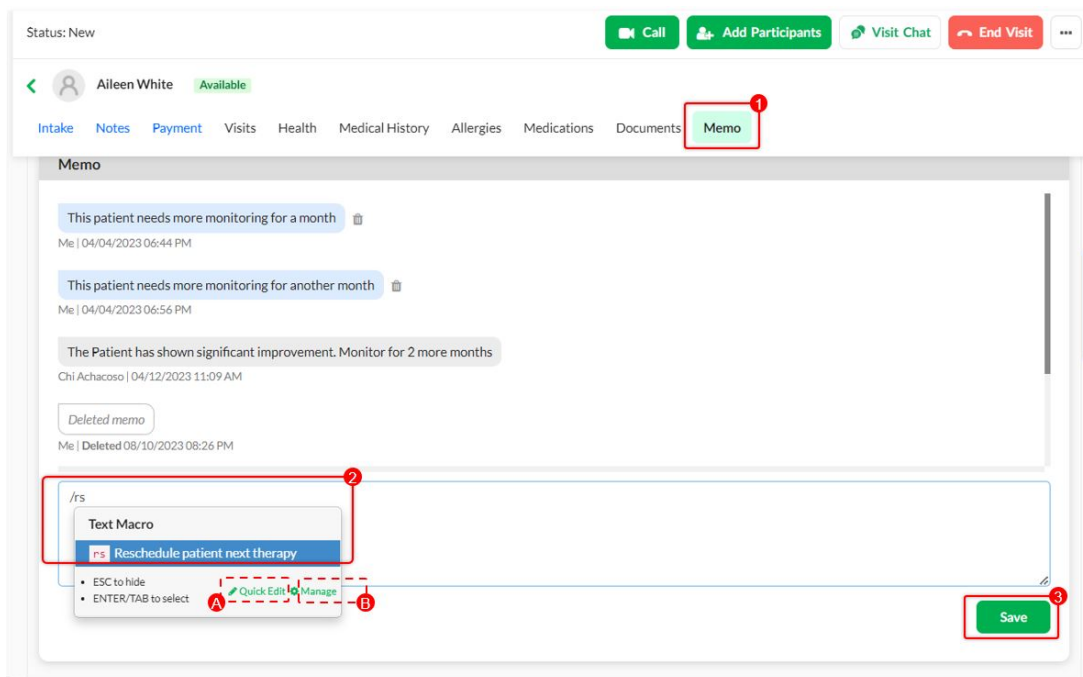 Status: New
Call
Add Participants
Visit Chat
End Visit
Aileen White
Available
1
Intake Notes Payment Visits Health Medical History Allergies Medications Documents Memo
Memo
This patient needs more monitoring for a month
Me | 04/04/2023 06:44 PM
This patient needs more monitoring for another month
Me | 04/04/2023 06:56 PM
The Patient has shown significant improvement. Monitor for 2 more months
Chi Achacoso | 04/12/2023 11:09 AM
Deleted memo
Me | Deleted 08/10/2023 08:26 PM
2
/rs
Text Macro
rs Reschedule patient next therapy
• ESC to hide
• ENTER/TAB to select
Quick Edit
Manage
A
B
3
Save